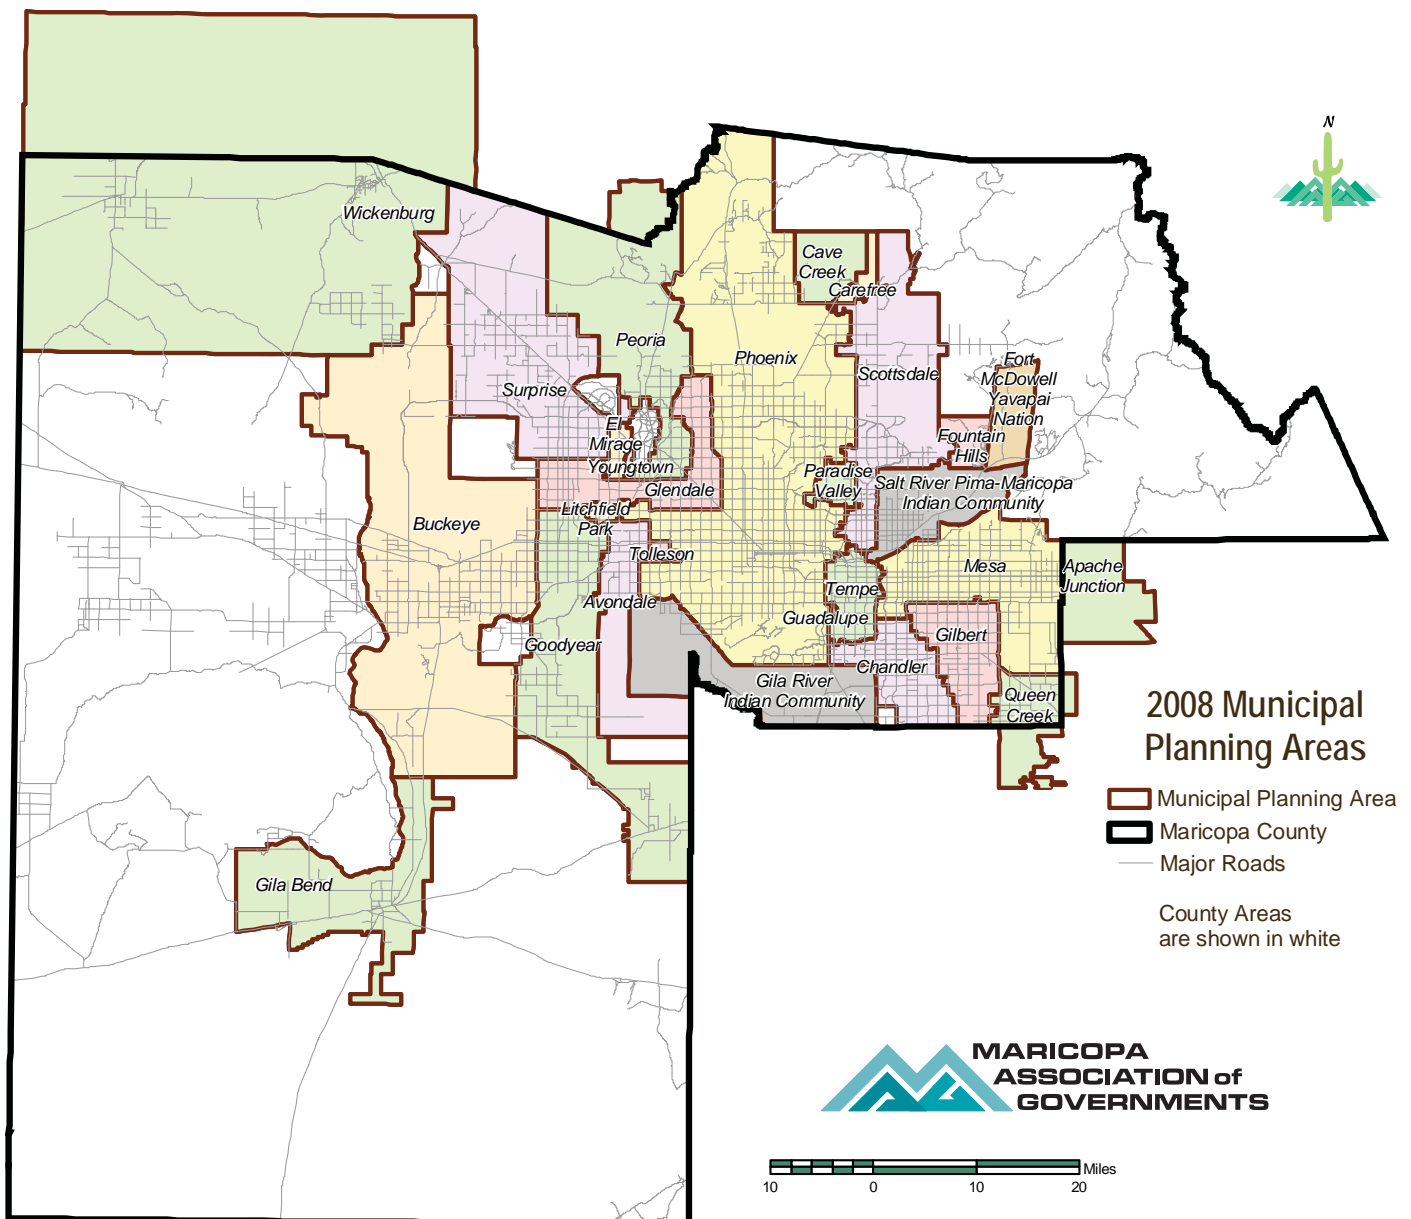 N
Wickenburg
Cave
Creek
Carefree
Peoria
Phoenix
Scottsdale
Fort
McDowell
Yavapai
Nation
Surprise
El
Mirage
Youngtown
Fountain
Hills
Paradise
Valley
Salt River Pima-Maricopa
Indian Community
Glendale
Litchfield
Park
Buckeye
Tolleson
Mesa
Apache
Junction
Tempe
Avondale
Guadalupe
Goodyear
Gilbert
Chandler
Gila River
Indian Community
Queen
Creek
Gila Bend
2008 Municipal
Planning Areas
Municipal Planning Area
Maricopa County
Major Roads
County Areas
are shown in white
MARICOPA
ASSOCIATION of
GOVERNMENTS
Miles
10 0 10 20